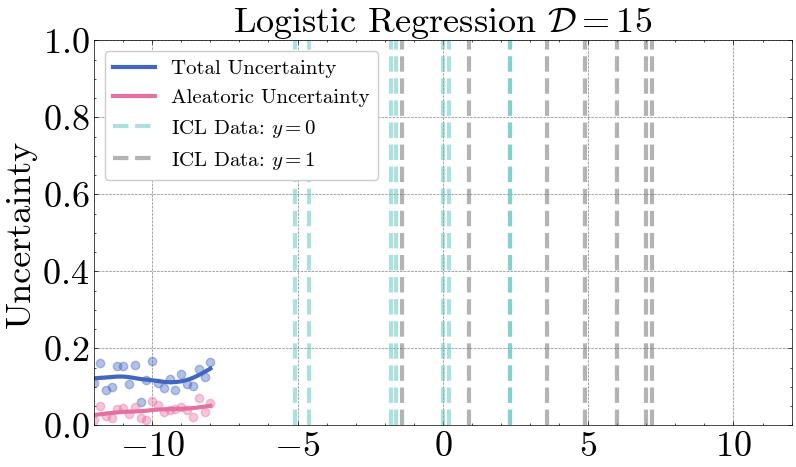 Logistic Regression 𝒟 = 15
Uncertainty
1.0
0.8
0.6
0.4
0.2
0.0
Total Uncertainty
Aleatoric Uncertainty
ICL Data: y = 0
ICL Data: y = 1
−10
−5
0
5
10